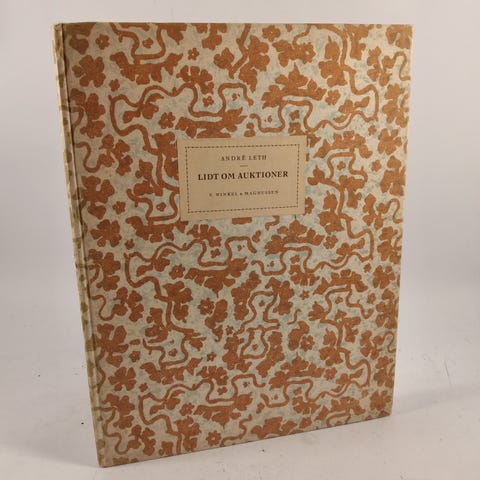 ANDRÉ LETH
LIDT OM AUKTIONER
V. WINKEL & MAGNUSSEN